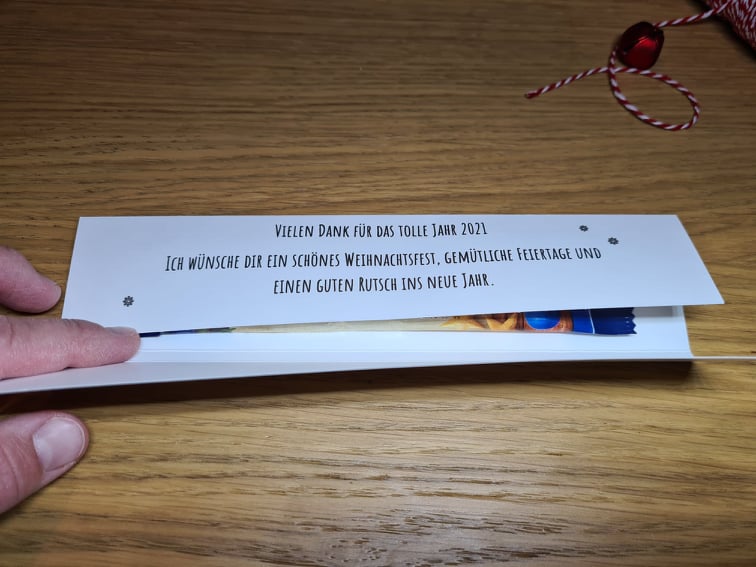 Vielen Dank für das tolle Jahr 2021
Ich wünsche dir ein schönes Weihnachtsfest, gemütliche Feiertage und
einen guten Rutsch ins neue Jahr.